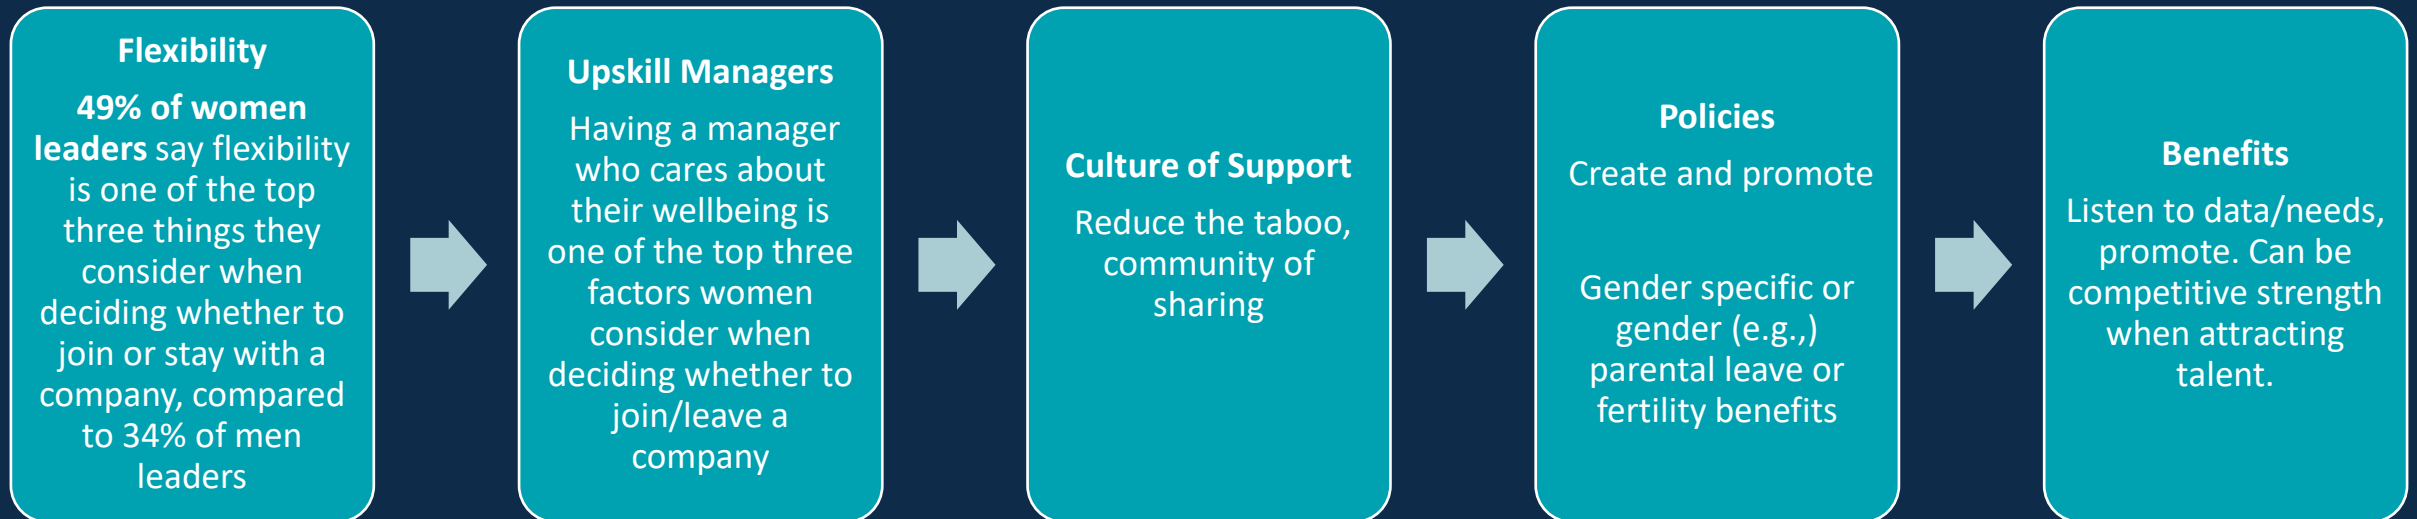 Flexibility
49% of women
leaders say flexibility
is one of the top
three things they
consider when
deciding whether to
join or stay with a
company, compared
to 34% of men
leaders
Upskill Managers
Having a manager
who cares about
their wellbeing is
one of the top three
factors women
consider when
deciding whether to
join/leave a
company
Culture of Support
Reduce the taboo,
community of
sharing
Policies
Create and promote
Gender specific or
gender (e.g.,)
parental leave or
fertility benefits
Benefits
Listen to data/needs,
promote. Can be
competitive strength
when attracting
talent.